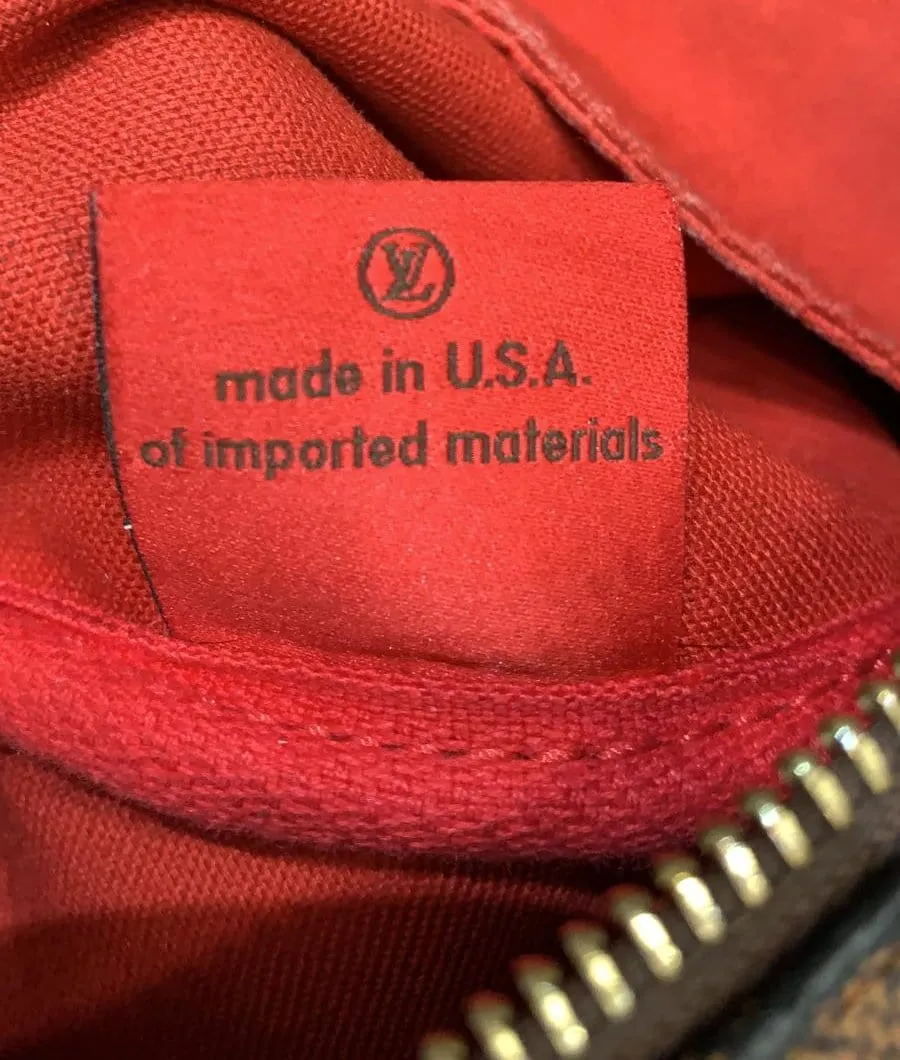 LV
made in U.S.A.
of imported materials